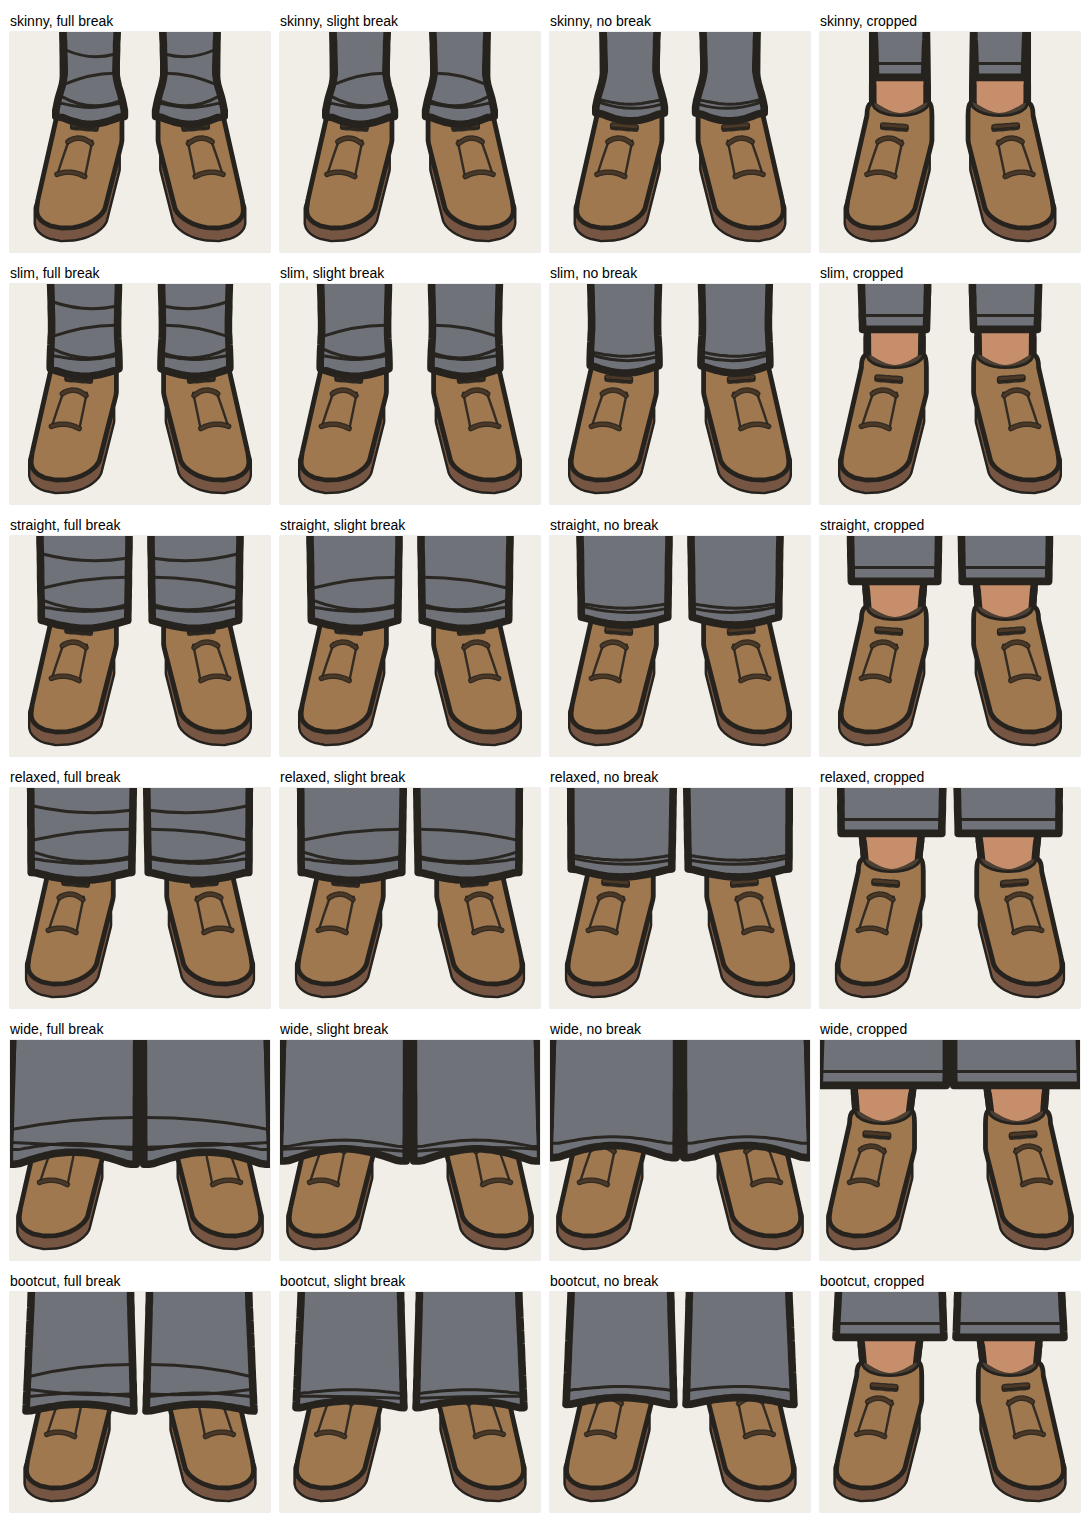 skinny, full break
skinny, slight break
skinny, no break
skinny, cropped
slim, full break
slim, slight break
slim, no break
slim, cropped
straight, full break
straight, slight break
straight, no break
straight, cropped
relaxed, full break
relaxed, slight break
relaxed, no break
relaxed, cropped
wide, full break
wide, slight break
wide, no break
wide, cropped
bootcut, full break
bootcut, slight break
bootcut, no break
bootcut, cropped